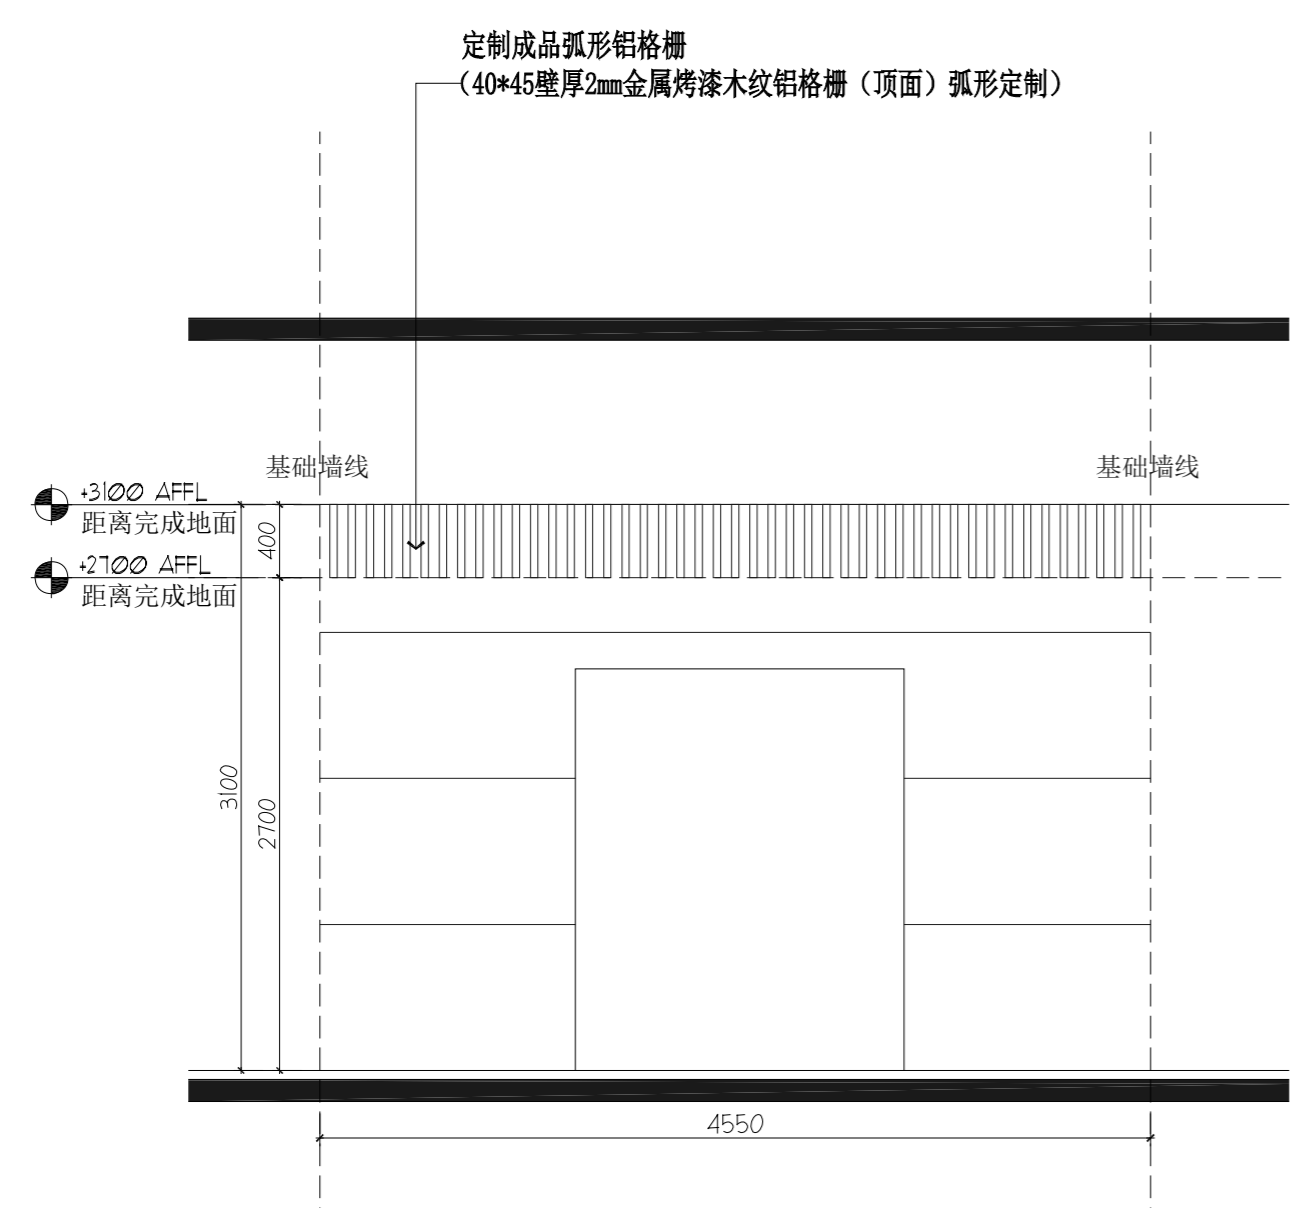 定制成品弧形铝格栅
（40*45壁厚2mm金属烤漆木纹铝格栅（顶面）弧形定制）
基础墙线
基础墙线
+3100 AFFL
距离完成地面
400
+2700 AFFL
距离完成地面
3100
2700
4550